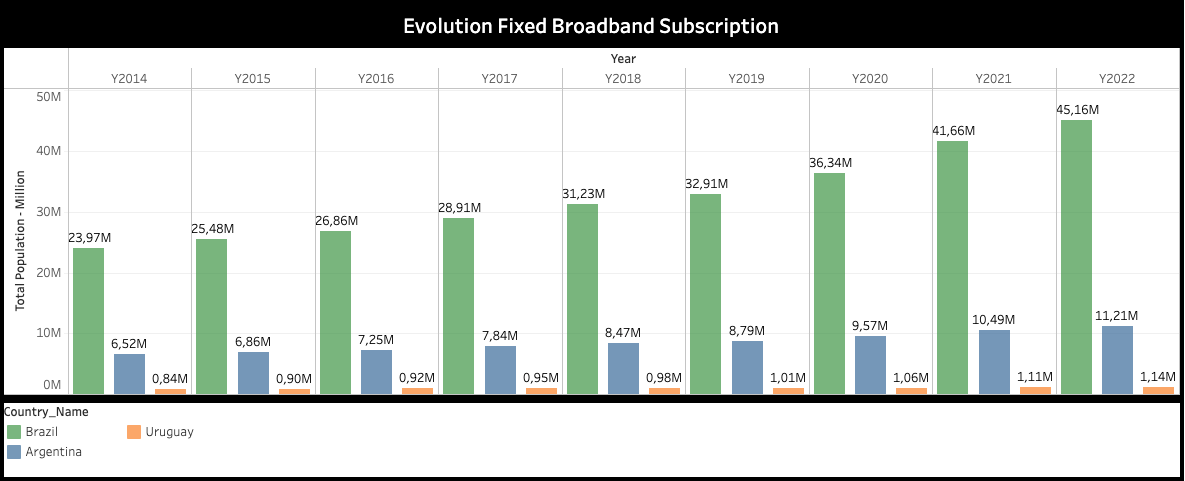 Evolution Fixed Broadband Subscription
Year
Y2014 Y2015 Y2016 Y2017 Y2018 Y2019 Y2020 Y2021 Y2022
Total Population - Million
50M
40M
30M
20M
10M
0M
23,97M 6,52M 0,84M
25,48M 6,86M 0,90M
26,86M 7,25M 0,92M
28,91M 7,84M 0,95M
31,23M 8,47M 0,98M
32,91M 8,79M 1,01M
36,34M 9,57M 1,06M
41,66M 10,49M 1,11M
45,16M 11,21M 1,14M
Country_Name
Brazil Uruguay
Argentina